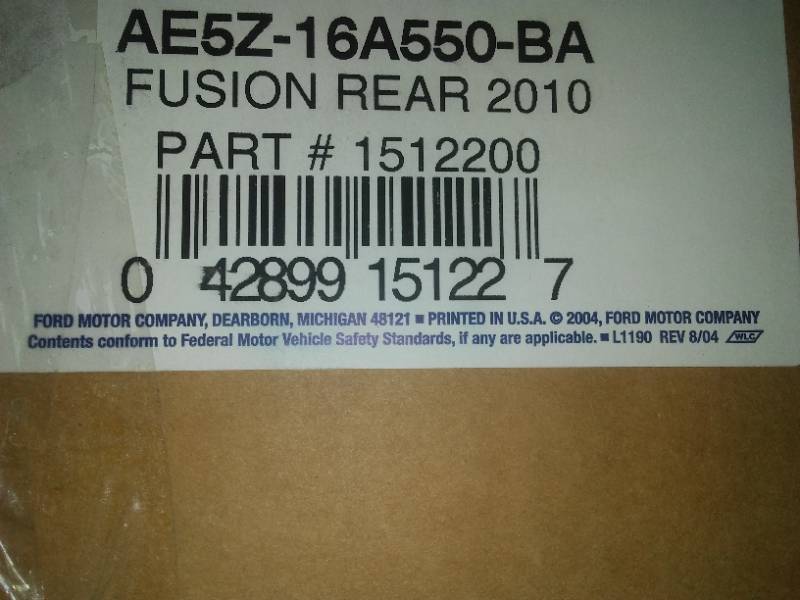 AE5Z-16A550-BA
FUSION REAR 2010
PART # 1512200
0 42899 15122 7
FORD MOTOR COMPANY, DEARBORN, MICHIGAN 48121 ■ PRINTED IN U.S.A. © 2004, FORD MOTOR COMPANY
Contents conform to Federal Motor Vehicle Safety Standards, if any are applicable. ■ L1190 REV 8/04 WLC